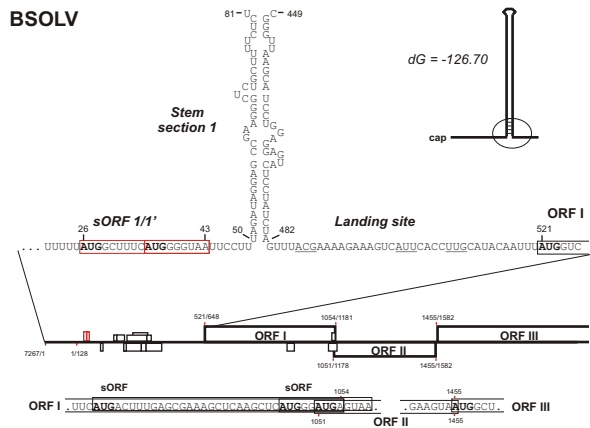 BSOLV
81 449
dG = -126.70
Stem
section 1
cap
sORF 1/1'
Landing site
ORF I
26 43 50 482 521
... UUUUUAUGGCUUUCAUGGGGUAAUUCCUU GUUUACGAAAAGAAAGUCAUUCACCUUGCAUACAAUUUAUGGUC
521/648 1054/1181 1455/1582
ORF I ORF III
7267/1 1/128 ORF II
1051/1178 1455/1582
sORF sORF 1054 1455
ORF I UUCAUGACUUUGAGCGAAAGCUCAAGCUCAUGGGCAUGAGUAA. .GAAGUAAUGGCU. ORF III
1051 ORF II 1455